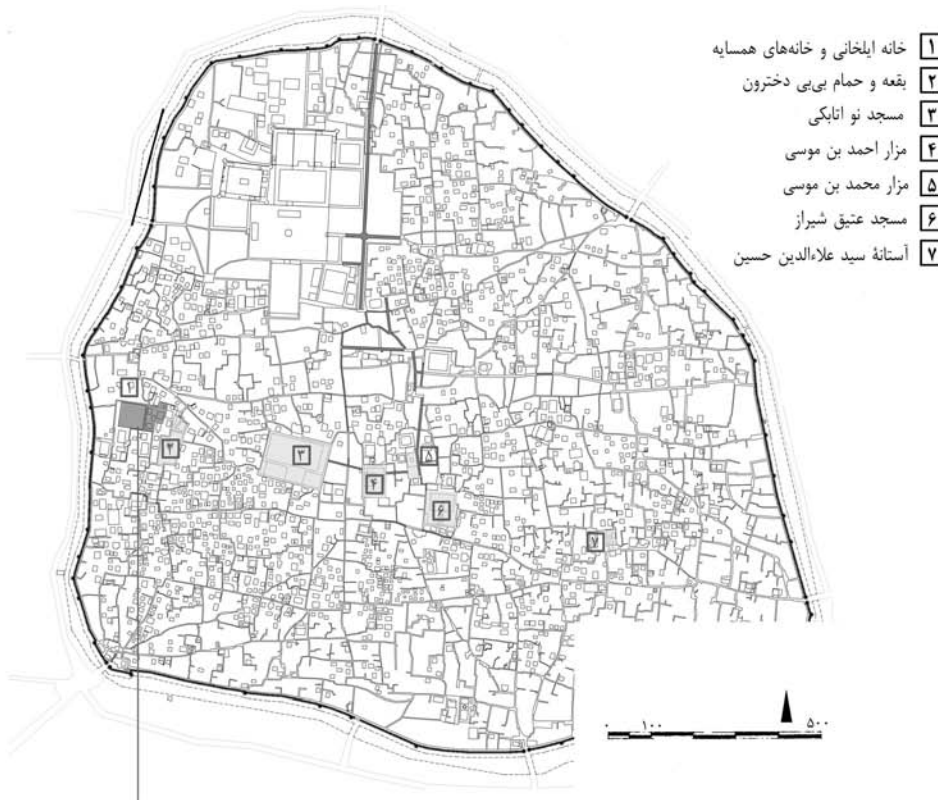 ۱ خانه ایلخانی و خانه‌های همسایه
۲ بقعه و حمام بی‌بی دخترون
۳ مسجد نو اتابکی
۴ مزار احمد بن موسی
۵ مزار محمد بن موسی
۶ مسجد عتیق شیراز
۷ آستانهٔ سید علاءالدین حسین
۳
۵
۴
۶
۷
۰ ۱۰۰ ۵۰۰